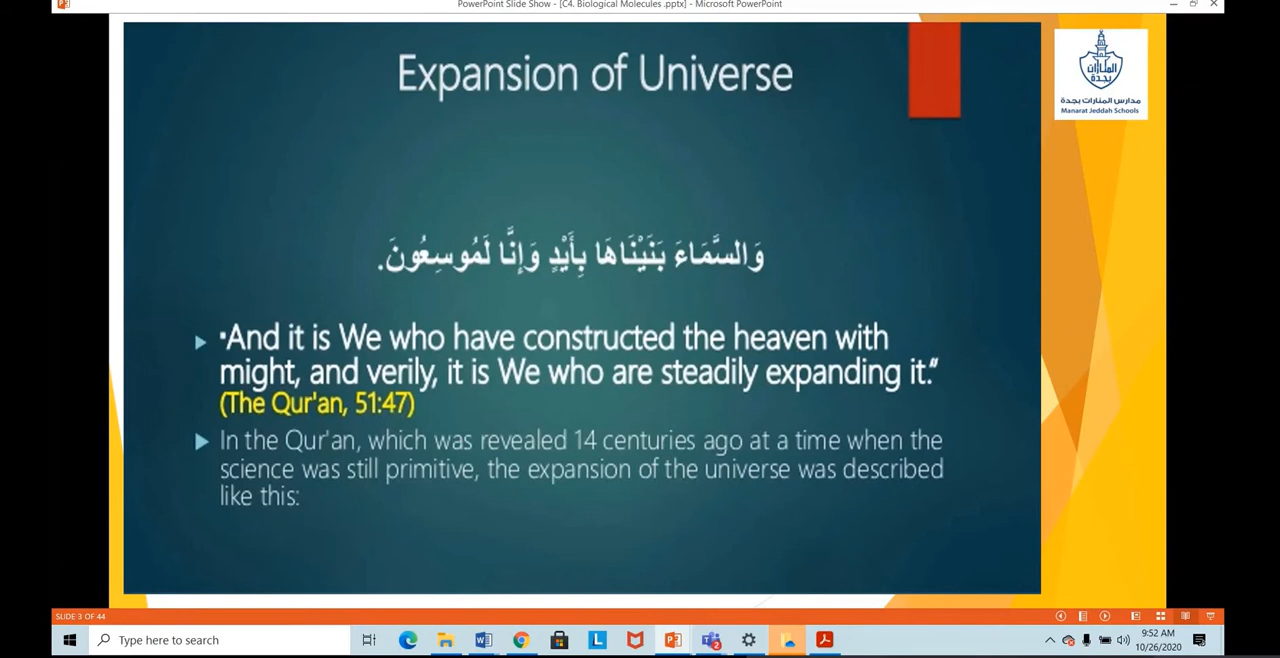 PowerPoint Slide Show - [C4. Biological Molecules .pptx] - Microsoft PowerPoint
Expansion of Universe
مدارس المنارات بجدة
Manarat Jeddah Schools
وَالسَّمَاءَ بَنَيْنَاهَا بِأَيْدٍ وَإِنَّا لَمُوسِعُونَ.
"And it is We who have constructed the heaven with
might, and verily, it is We who are steadily expanding it."
(The Qur'an, 51:47)
In the Qur'an, which was revealed 14 centuries ago at a time when the
science was still primitive, the expansion of the universe was described
like this:
SLIDE 3 OF 44
Type here to search
9:52 AM
10/26/2020